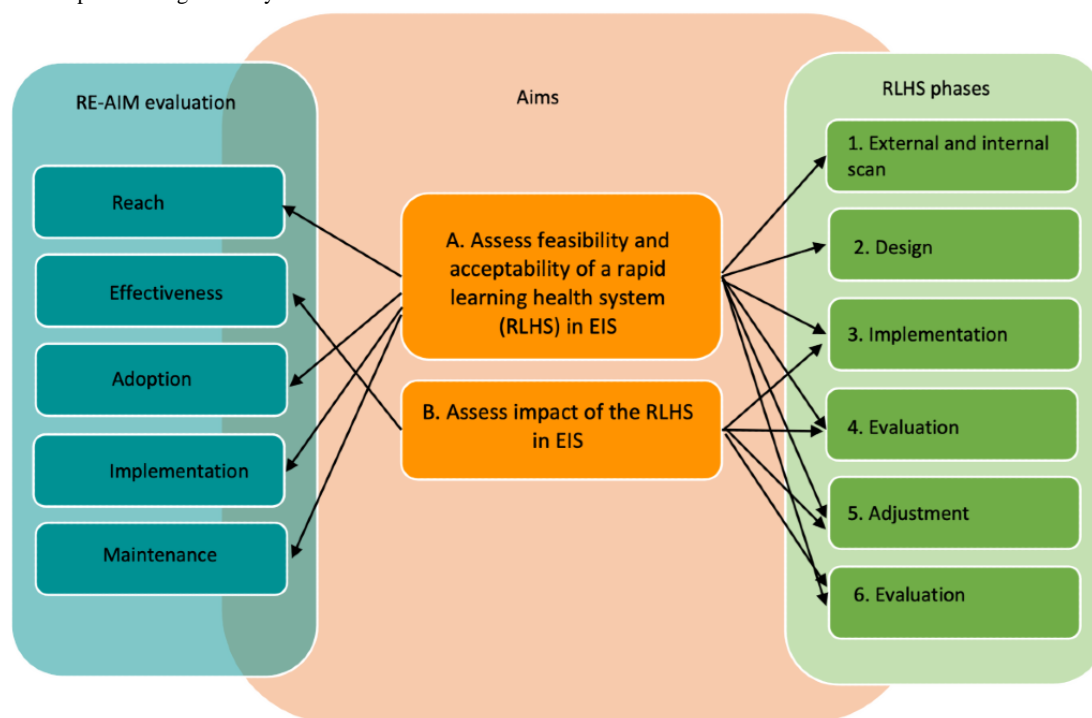 RE-AIM evaluation
Reach
Effectiveness
Adoption
Implementation
Maintenance
Aims
A. Assess feasibility and
acceptability of a rapid
learning health system
(RLHS) in EIS
B. Assess impact of the RLHS
in EIS
RLHS phases
1. External and internal
scan
2. Design
3. Implementation
4. Evaluation
5. Adjustment
6. Evaluation